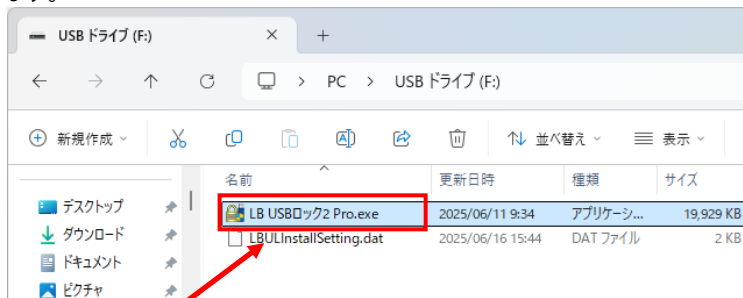 USB ドライブ (F:)
PC > USB ドライブ (F:)
新規作成 並べ替え 表示
名前 更新日時 種類 サイズ
LB USBロック2 Pro.exe 2025/06/11 9:34 アプリケーシ... 19,929 KB
LBULInstallSetting.dat 2025/06/16 15:44 DAT ファイル 2 KB
デスクトップ
ダウンロード
ドキュメント
ピクチャ